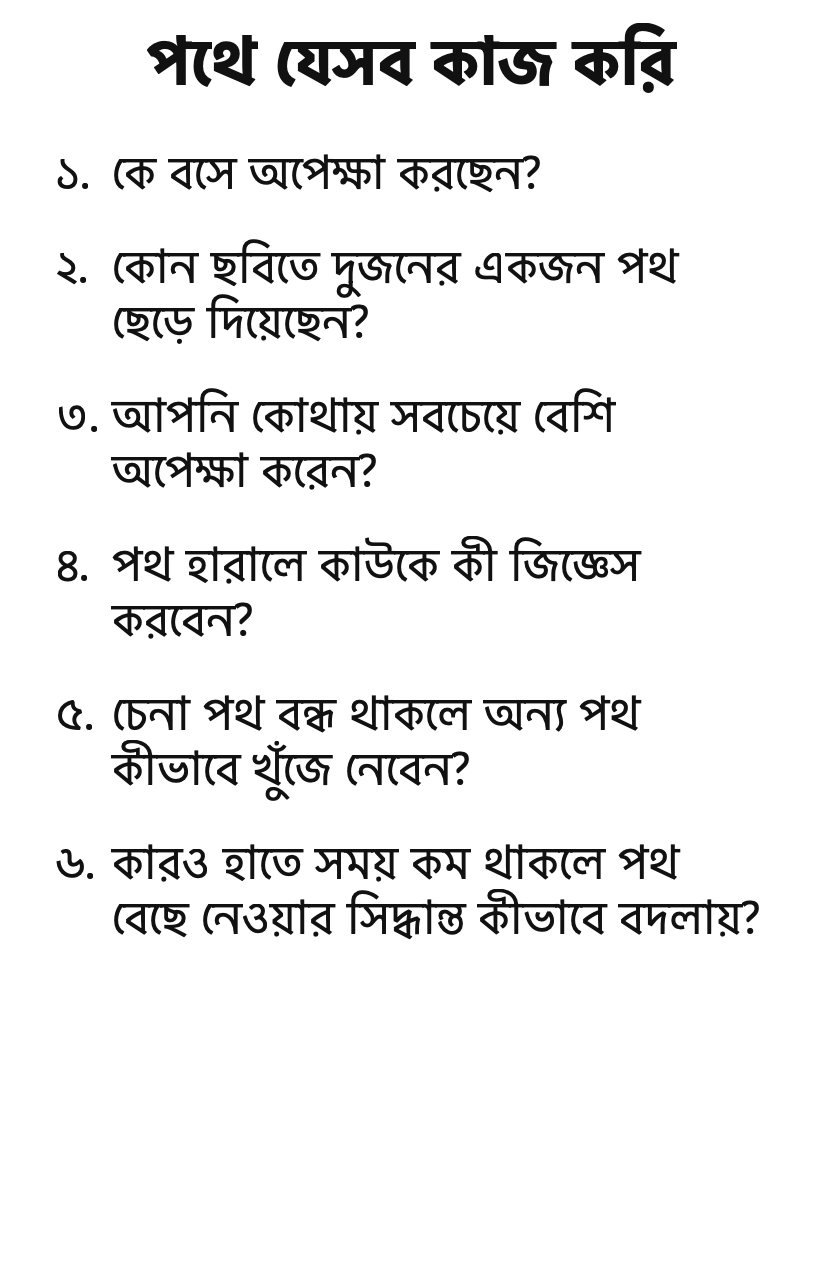 পথে যেসব কাজ করি
১. কে বসে অপেক্ষা করছেন?
২. কোন ছবিতে দুজনের একজন পথ
ছেড়ে দিয়েছেন?
৩. আপনি কোথায় সবচেয়ে বেশি
অপেক্ষা করেন?
৪. পথ হারালে কাউকে কী জিজ্ঞেস
করবেন?
৫. চেনা পথ বন্ধ থাকলে অন্য পথ
কীভাবে খুঁজে নেবেন?
৬. কারও হাতে সময় কম থাকলে পথ
বেছে নেওয়ার সিদ্ধান্ত কীভাবে বদলায়?